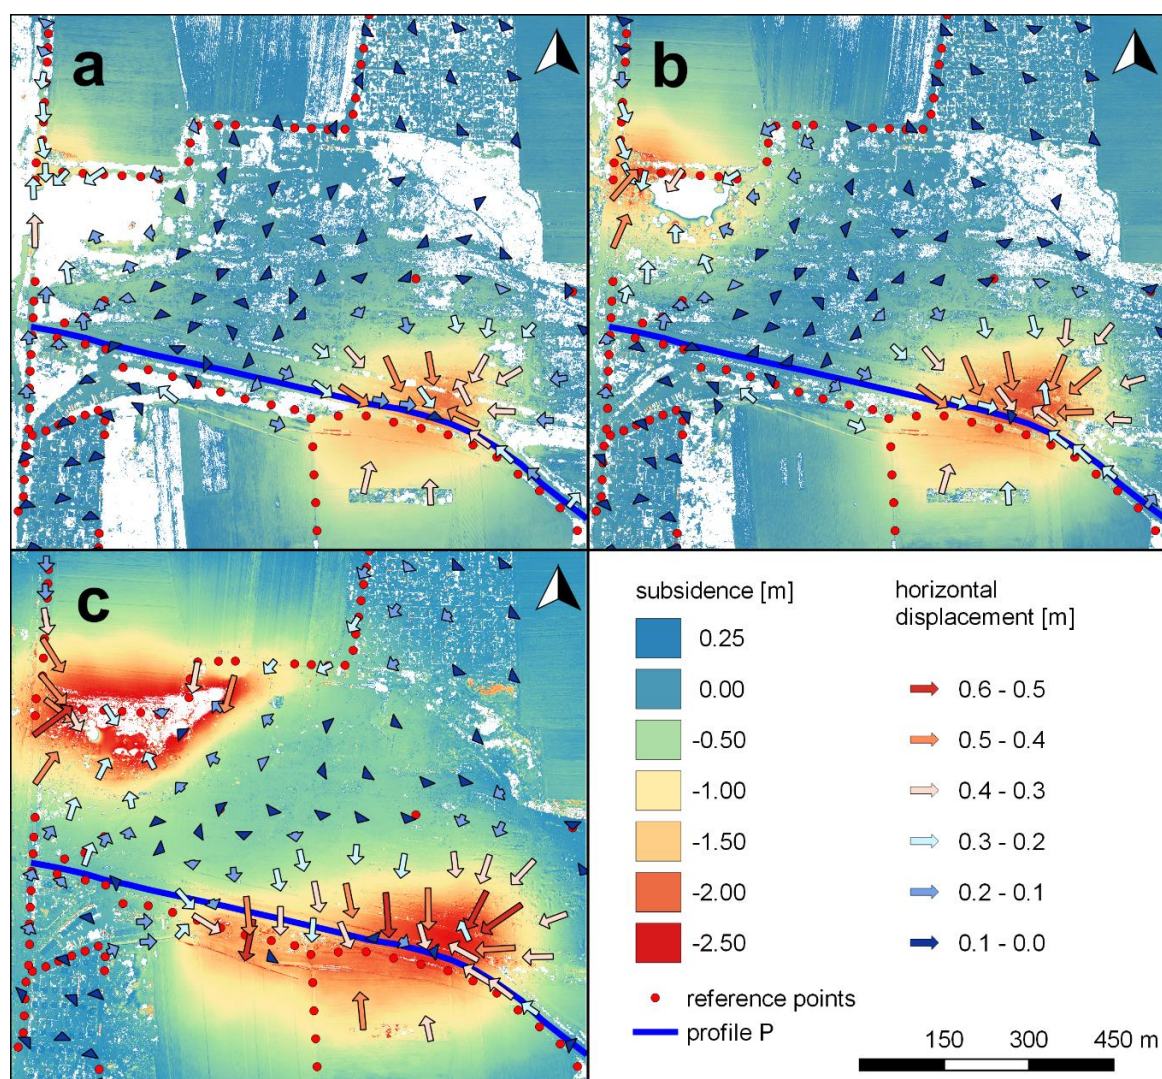 a
b
c
subsidence [m]
0.25
0.00
-0.50
-1.00
-1.50
-2.00
-2.50
horizontal
displacement [m]
0.6 - 0.5
0.5 - 0.4
0.4 - 0.3
0.3 - 0.2
0.2 - 0.1
0.1 - 0.0
reference points
profile P
150 300 450 m